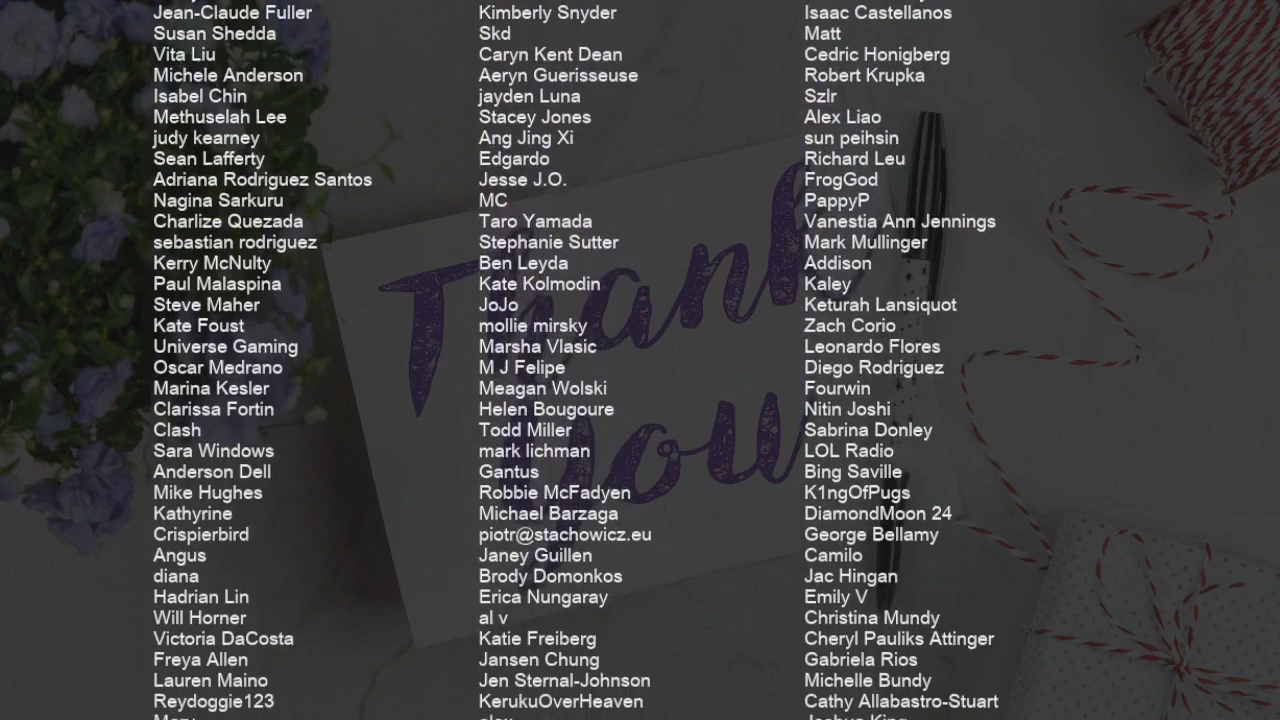 Jean-Claude Fuller
Susan Shedda
Vita Liu
Michele Anderson
Isabel Chin
Methuselah Lee
judy kearney
Sean Lafferty
Adriana Rodriguez Santos
Nagina Sarkuru
Charlize Quezada
sebastian rodriguez
Kerry McNulty
Paul Malaspina
Steve Maher
Kate Foust
Universe Gaming
Oscar Medrano
Marina Kesler
Clarissa Fortin
Clash
Sara Windows
Anderson Dell
Mike Hughes
Kathyrine
Crispierbird
Angus
diana
Hadrian Lin
Will Horner
Victoria DaCosta
Freya Allen
Lauren Maino
Reydoggie123
Kimberly Snyder
Skd
Caryn Kent Dean
Aeryn Guerisseuse
jayden Luna
Stacey Jones
Ang Jing Xi
Edgardo
Jesse J.O.
MC
Taro Yamada
Stephanie Sutter
Ben Leyda
Kate Kolmodin
JoJo
mollie mirsky
Marsha Vlasic
M J Felipe
Meagan Wolski
Helen Bougoure
Todd Miller
mark lichman
Gantus
Robbie McFadyen
Michael Barzaga
piotr@stachowicz.eu
Janey Guillen
Brody Domonkos
Erica Nungaray
al v
Katie Freiberg
Jansen Chung
Jen Sternal-Johnson
KerukuOverHeaven
Isaac Castellanos
Matt
Cedric Honigberg
Robert Krupka
Szlr
Alex Liao
sun peihsin
Richard Leu
FrogGod
PappyP
Vanestia Ann Jennings
Mark Mullinger
Addison
Kaley
Keturah Lansiquot
Zach Corio
Leonardo Flores
Diego Rodriguez
Fourwin
Nitin Joshi
Sabrina Donley
LOL Radio
Bing Saville
K1ngOfPugs
DiamondMoon 24
George Bellamy
Camilo
Jac Hingan
Emily V
Christina Mundy
Cheryl Pauliks Attinger
Gabriela Rios
Michelle Bundy
Cathy Allabastro-Stuart
Thank
you